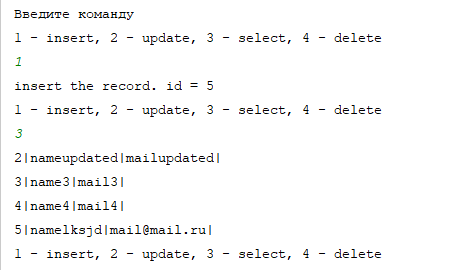 Введите команду
1 - insert, 2 - update, 3 - select, 4 - delete
1
insert the record. id = 5
1 - insert, 2 - update, 3 - select, 4 - delete
3
2|nameupdated|mailupdated|
3|name3|mail3|
4|name4|mail4|
5|namelksjd|mail@mail.ru|
1 - insert, 2 - update, 3 - select, 4 - delete